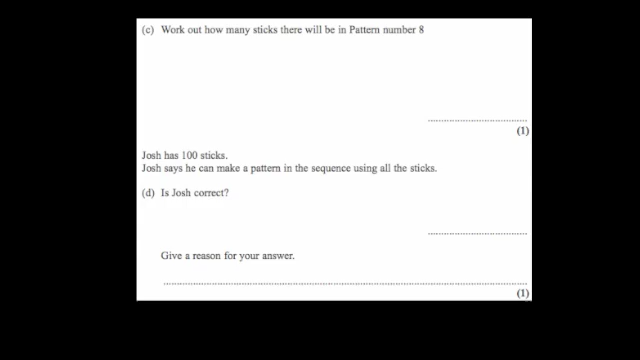 (c) Work out how many sticks there will be in Pattern number 8
(1)
Josh has 100 sticks.
Josh says he can make a pattern in the sequence using all the sticks.
(d) Is Josh correct?
Give a reason for your answer.
(1)